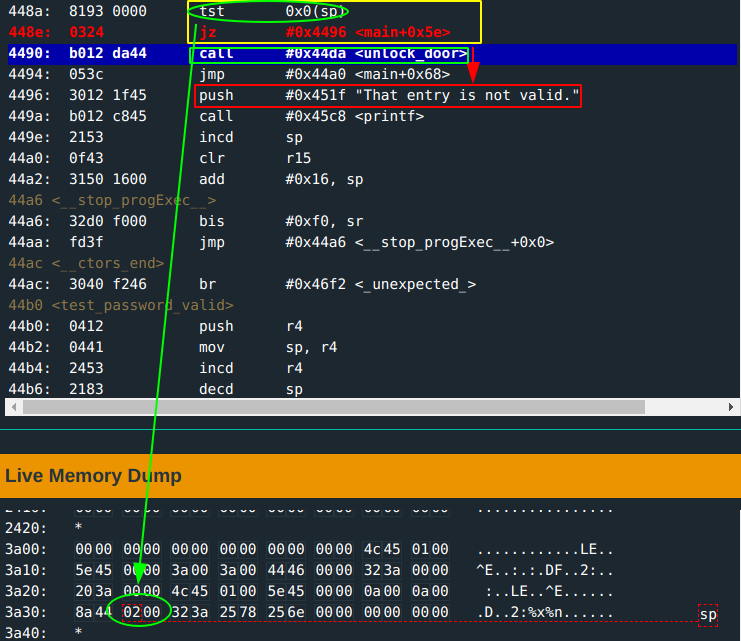 448a: 8193 0000 tst 0x0(sp)
448e: 0324 jz #0x4496 <main+0x5e>
4490: b012 da44 call #0x44da <unlock_door>
4494: 053c jmp #0x44a0 <main+0x68>
4496: 3012 1f45 push #0x451f "That entry is not valid."
449a: b012 c845 call #0x45c8 <printf>
449e: 2153 incd sp
44a0: 0f43 clr r15
44a2: 3150 1600 add #0x16, sp
44a6 <__stop_progExec__>
44a6: 32d0 f000 bis #0xf0, sr
44aa: fd3f jmp #0x44a6 <__stop_progExec__+0x0>
44ac <__ctors_end>
44ac: 3040 f246 br #0x46f2 <_unexpected_>
44b0 <test_password_valid>
44b0: 0412 push r4
44b2: 0441 mov sp, r4
44b4: 2453 incd r4
44b6: 2183 decd sp
Live Memory Dump
2420: *
3a00: 0000 0000 0000 0000 0000 0000 4c45 0100 ............LE..
3a10: 5e45 0000 3a00 3a00 4446 0000 323a 0000 ^E..:.:.DF..2:..
3a20: 203a 0000 4c45 0100 5e45 0000 0a00 0a00 :..LE..^E......
3a30: 8a44 0200 323a 2578 256e 0000 0000 0000 .D..2:%x%n......
sp
3a40: *